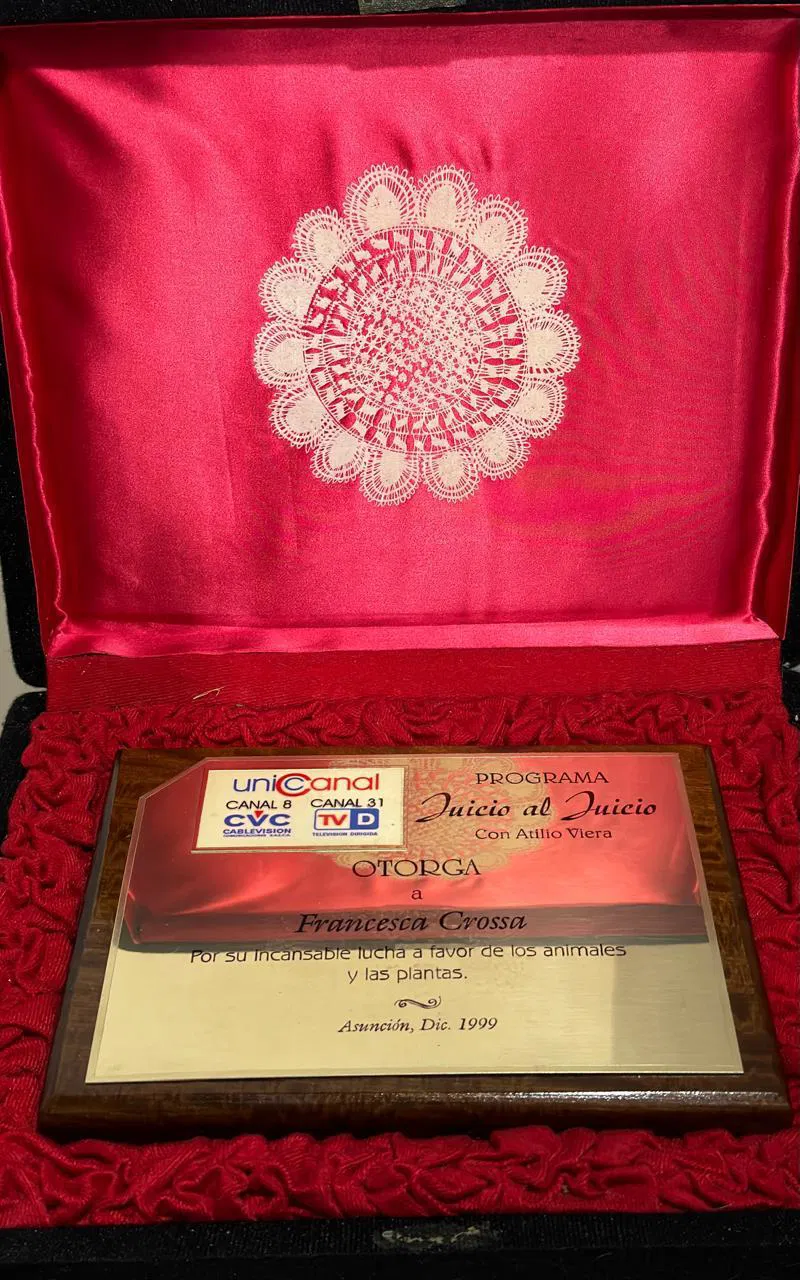 unicanal
CANAL 8 CANAL 31
CVC TVD
CABLEVISION TELEVISION DIRIGIDA
PROGRAMA
Juicio al Juicio
Con Atilio Viera
OTORGA
a
Francesca Crossa
Por su incansable lucha a favor de los animales
y las plantas.
Asunción, Dic. 1999